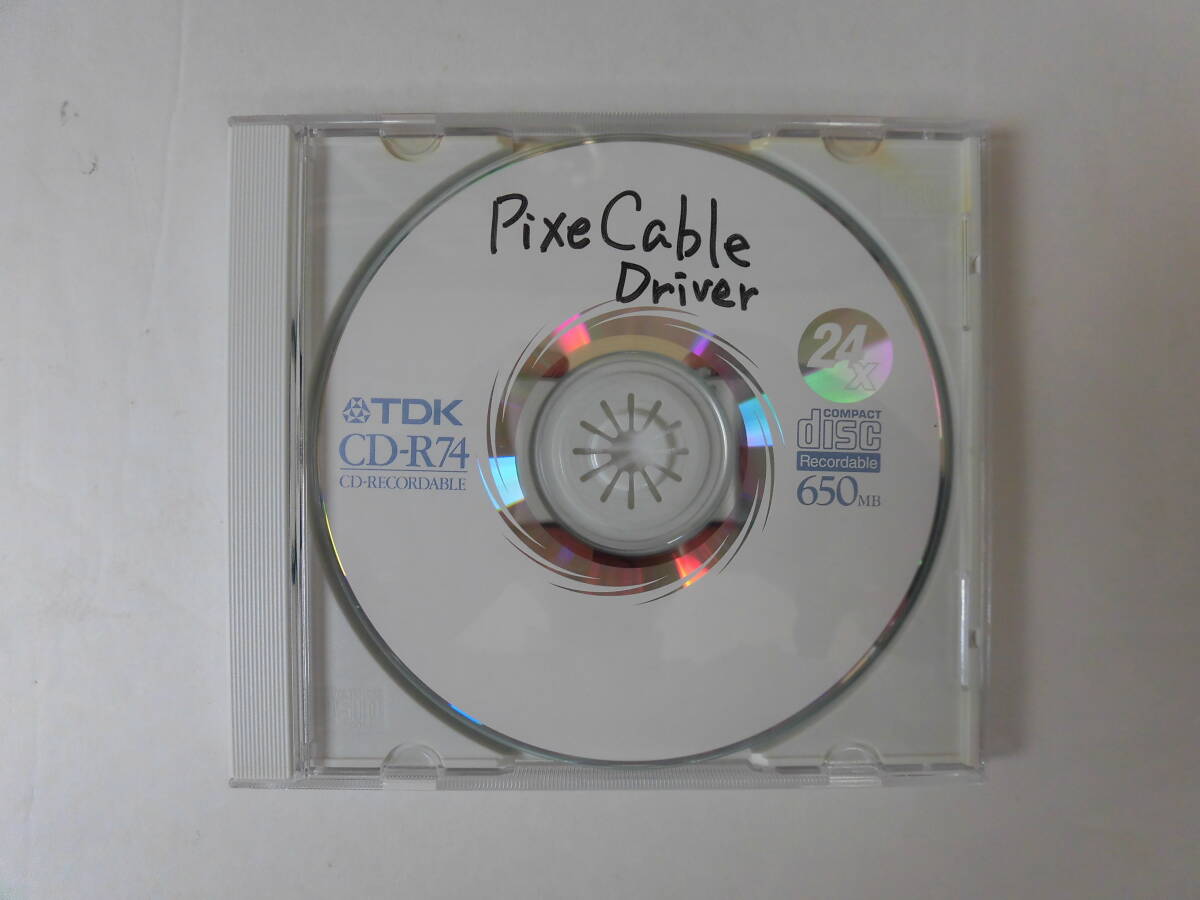 Pixe Cable
Driver
24x
TDK
CD-R74
CD-RECORDABLE
COMPACT
disc
Recordable
650MB